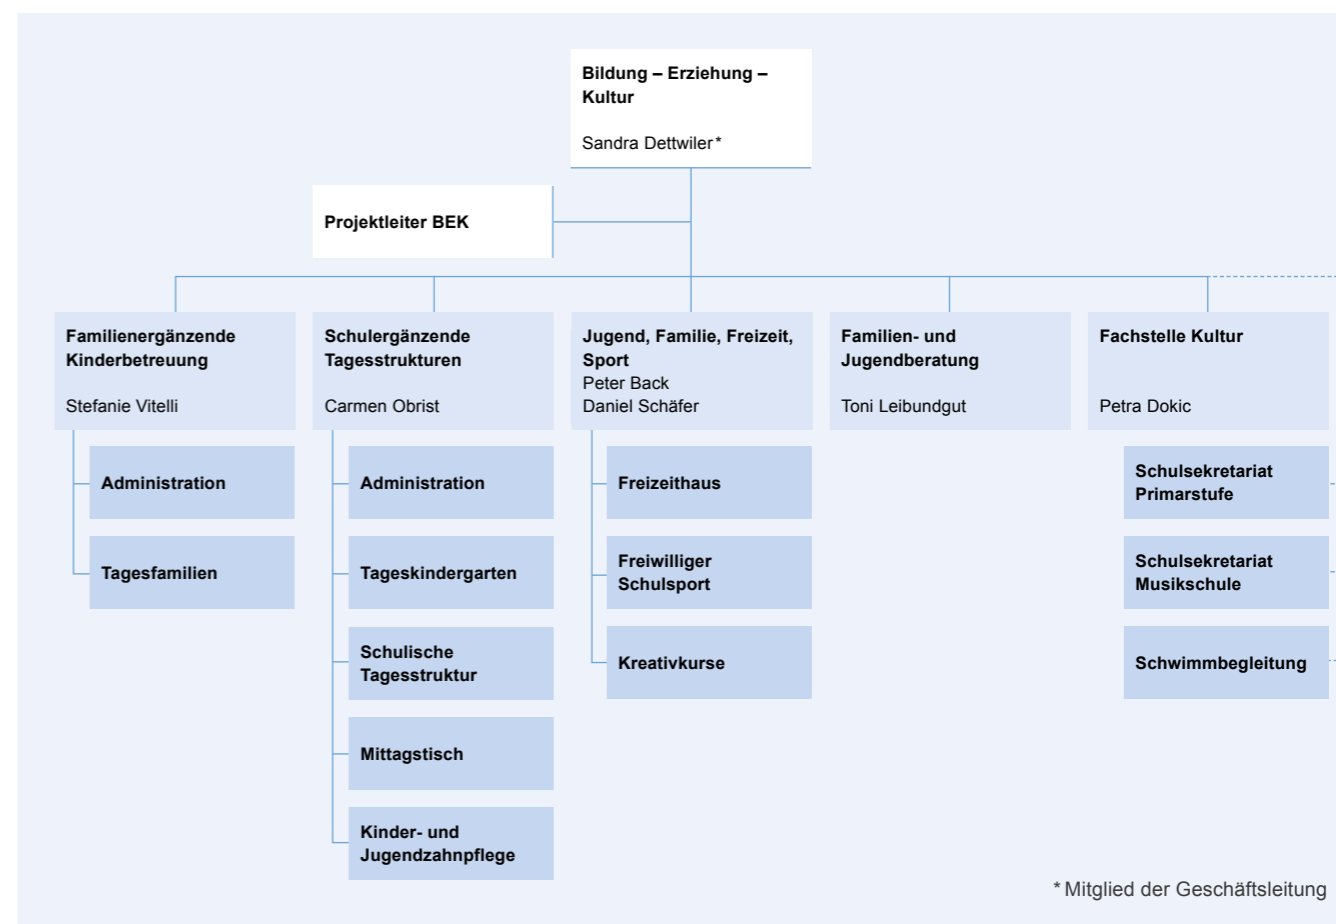 Bildung – Erziehung –
Kultur
Sandra Dettwiler*
Projektleiter BEK
Familienergänzende
Kinderbetreuung
Stefanie Vitelli
Administration
Tagesfamilien
Schulergänzende
Tagesstrukturen
Carmen Obrist
Administration
Tageskindergarten
Schulische
Tagesstruktur
Mittagstisch
Kinder- und
Jugendzahnpflege
Jugend, Familie, Freizeit,
Sport
Peter Back
Daniel Schäfer
Freizeithaus
Freiwilliger
Schulsport
Kreativkurse
Familien- und
Jugendberatung
Toni Leibundgut
Fachstelle Kultur
Petra Dokic
Schulsekretariat
Primarstufe
Schulsekretariat
Musikschule
Schwimmbegleitung
* Mitglied der Geschäftsleitung